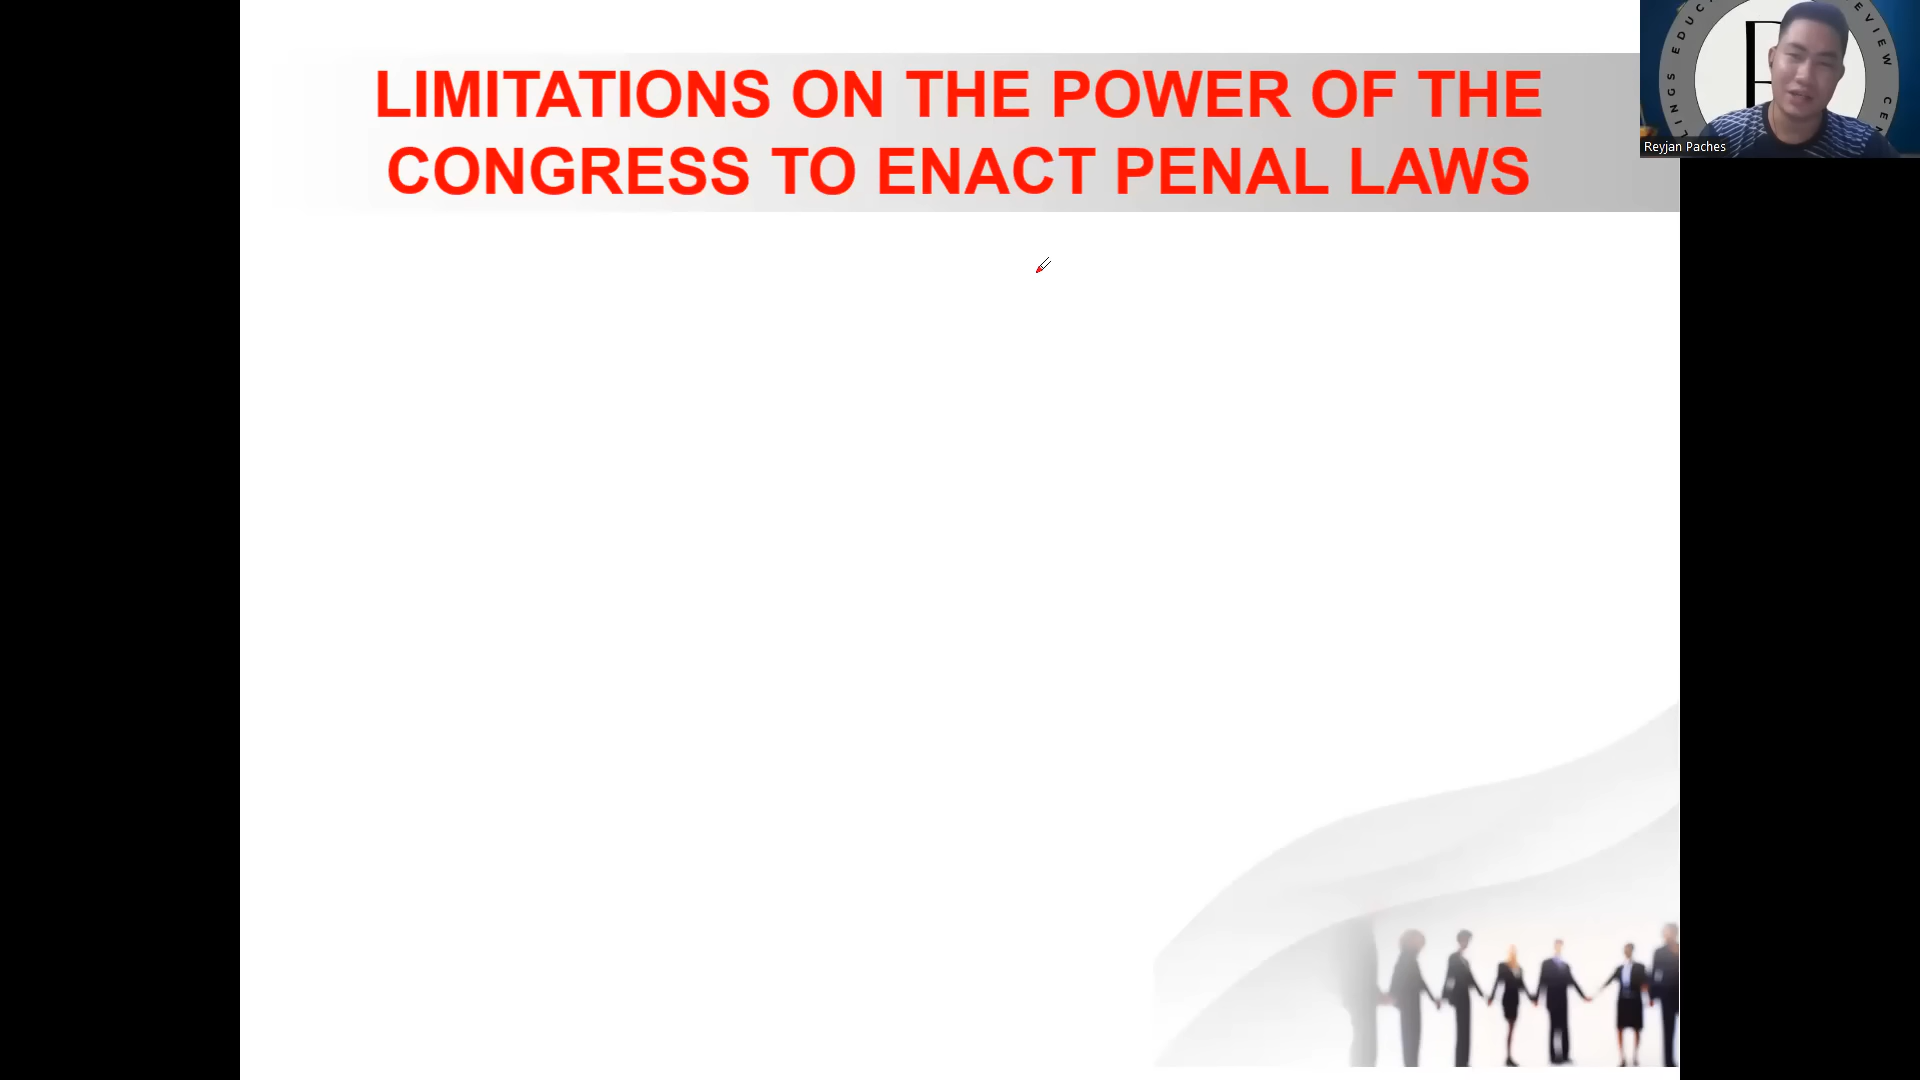 LIMITATIONS ON THE POWER OF THE
CONGRESS TO ENACT PENAL LAWS
Reyjan Paches